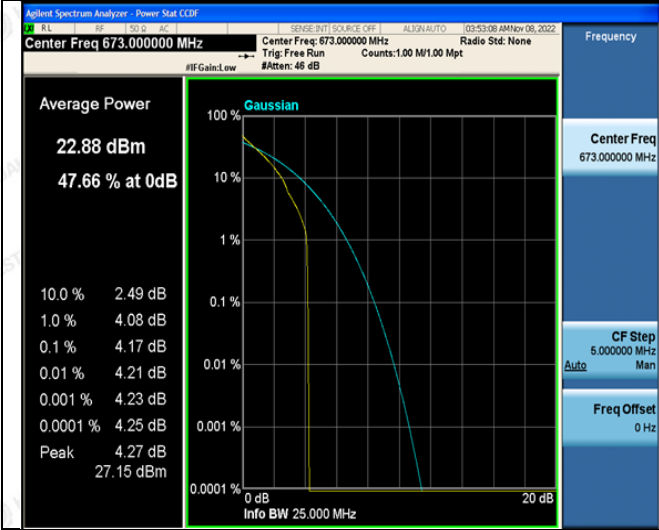 Agilent Spectrum Analyzer - Power Stat CCDF
RL RF 50 Ω AC SENSE:INT SOURCE OFF ALIGN AUTO 03:53:08 AM Nov 08, 2022
Center Freq 673.000000 MHz
Center Freq: 673.000000 MHz Radio Std: None
Trig: Free Run Counts:1.00 M/1.00 Mpt
#IFGain:Low #Atten: 46 dB
Frequency
Average Power
22.88 dBm
47.66 % at 0dB
10.0 % 2.49 dB
1.0 % 4.08 dB
0.1 % 4.17 dB
0.01 % 4.21 dB
0.001 % 4.23 dB
0.0001 % 4.25 dB
Peak 4.27 dB
27.15 dBm
Gaussian
100 %
10 %
1 %
0.1 %
0.01 %
0.001 %
0.0001 %
0 dB 20 dB
Info BW 25.000 MHz
Center Freq
673.000000 MHz
CF Step
5.000000 MHz
Auto Man
Freq Offset
0 Hz